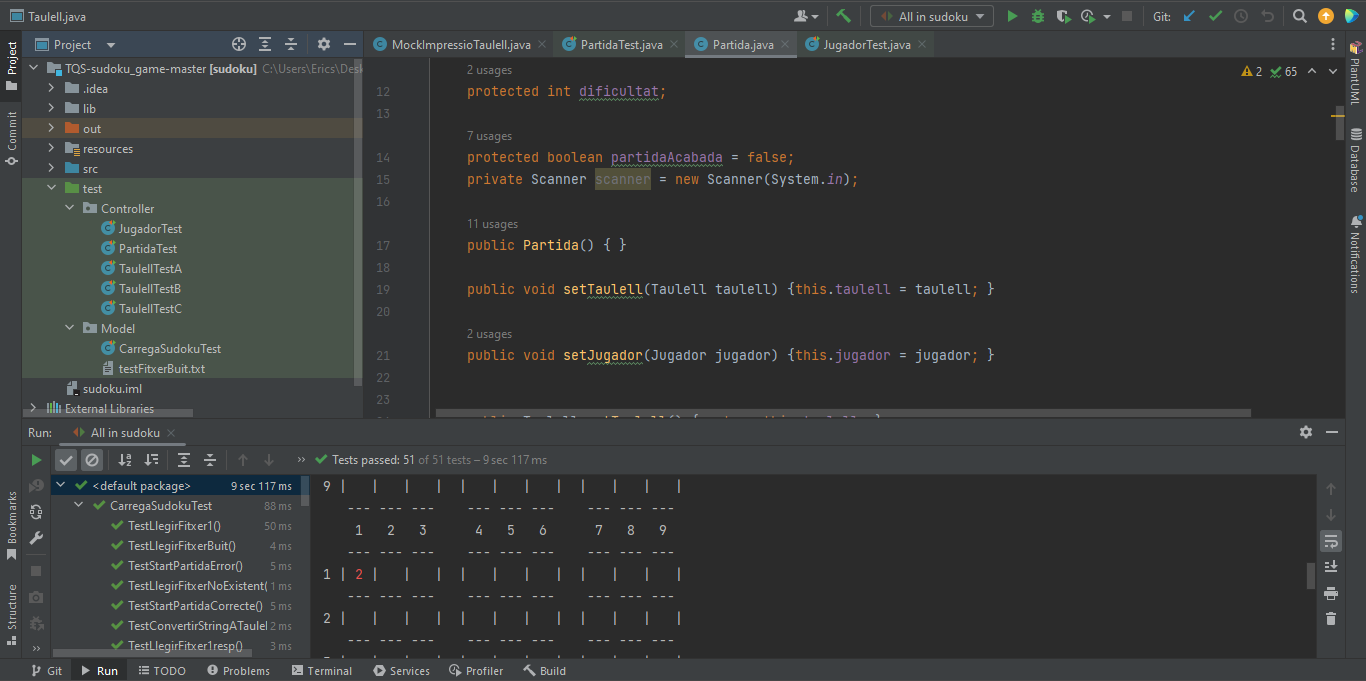 Taulell.java
All in sudoku
Git:
Project
MockImpressioTaulell.java
PartidaTest.java
Partida.java
JugadorTest.java
TQS-sudoku_game-master [sudoku] C:\Users\Erics\Desk
.idea
lib
out
resources
src
test
Controller
JugadorTest
PartidaTest
TaulellTestA
TaulellTestB
TaulellTestC
Model
CarregaSudokuTest
testFitxerBuit.txt
sudoku.iml
External Libraries
2 usages
12 protected int dificultat;
13
7 usages
14 protected boolean partidaAcabada = false;
15 private Scanner scanner = new Scanner(System.in);
16
11 usages
17 public Partida() { }
18
19 public void setTaulell(Taulell taulell) {this.taulell = taulell; }
20
2 usages
21 public void setJugador(Jugador jugador) {this.jugador = jugador; }
22
23
2 65
Project
Commit
Bookmarks
Structure
PlantUML
Database
Notifications
Run: All in sudoku
Tests passed: 51 of 51 tests – 9 sec 117 ms
<default package> 9 sec 117 ms
CarregaSudokuTest 88 ms
TestLlegirFitxer1() 50 ms
TestLlegirFitxerBuit() 4 ms
TestStartPartidaError() 5 ms
TestLlegirFitxerNoExistent( 1 ms
TestStartPartidaCorrecte() 5 ms
TestConvertirStringATaulel 2 ms
TestLlegirFitxer1resp() 3 ms
9 |   |   |   |  |   |   |   |  |   |   |   |
--- --- ---   --- --- ---   --- --- ---
1 2 3 4 5 6 7 8 9
--- --- ---   --- --- ---   --- --- ---
1 | 2 |   |   |  |   |   |   |  |   |   |   |
--- --- ---   --- --- ---   --- --- ---
2 |   |   |   |  |   |   |   |  |   |   |   |
--- --- ---   --- --- ---   --- --- ---
Git Run TODO Problems Terminal Services Profiler Build